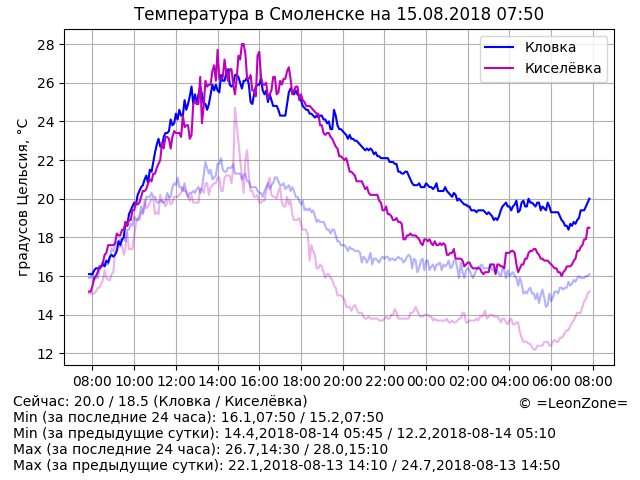 Температура в Смоленске на 15.08.2018 07:50
Кловка
Киселёвка
градусов Цельсия, °C
28
26
24
22
20
18
16
14
12
08:00 10:00 12:00 14:00 16:00 18:00 20:00 22:00 00:00 02:00 04:00 06:00 08:00
Сейчас: 20.0 / 18.5 (Кловка / Киселёвка)
© =LeonZone=
Min (за последние 24 часа): 16.1,07:50 / 15.2,07:50
Min (за предыдущие сутки): 14.4,2018-08-14 05:45 / 12.2,2018-08-14 05:10
Max (за последние 24 часа): 26.7,14:30 / 28.0,15:10
Max (за предыдущие сутки): 22.1,2018-08-13 14:10 / 24.7,2018-08-13 14:50